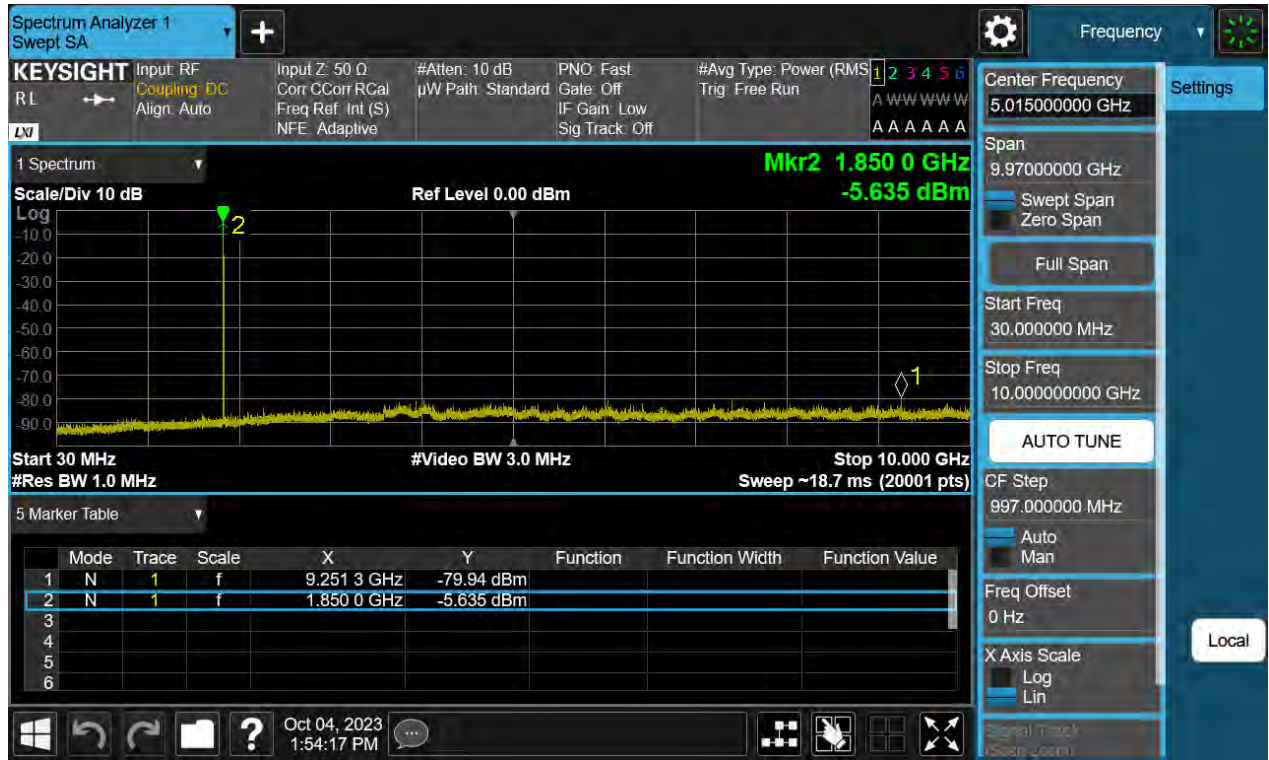 Spectrum Analyzer 1
Swept SA
+
Frequency
KEYSIGHT
RL
LXI
Input: RF
Coupling: DC
Align: Auto
Input Z: 50 Ω
Corr CCorr RCal
Freq Ref: Int (S)
NFE: Adaptive
#Atten: 10 dB
µW Path: Standard
PNO: Fast
Gate: Off
IF Gain: Low
Sig Track: Off
#Avg Type: Power (RMS
Trig: Free Run
1 2 3 4 5 6
A W W W W W
A A A A A A
1 Spectrum
Scale/Div 10 dB
Ref Level 0.00 dBm
Mkr2 1.850 0 GHz
-5.635 dBm
Log
-10.0
-20.0
-30.0
-40.0
-50.0
-60.0
-70.0
-80.0
-90.0
2
1
Start 30 MHz
#Video BW 3.0 MHz
Stop 10.000 GHz
#Res BW 1.0 MHz
Sweep ~18.7 ms (20001 pts)
5 Marker Table
Mode Trace Scale X Y Function Function Width Function Value
1 N 1 f 9.251 3 GHz -79.94 dBm
2 N 1 f 1.850 0 GHz -5.635 dBm
3
4
5
6
?
Oct 04, 2023
1:54:17 PM
Center Frequency
5.015000000 GHz
Settings
Span
9.97000000 GHz
Swept Span
Zero Span
Full Span
Start Freq
30.000000 MHz
Stop Freq
10.000000000 GHz
AUTO TUNE
CF Step
997.000000 MHz
Auto
Man
Freq Offset
0 Hz
Local
X Axis Scale
Log
Lin
Signal Track
(Span Zoom)